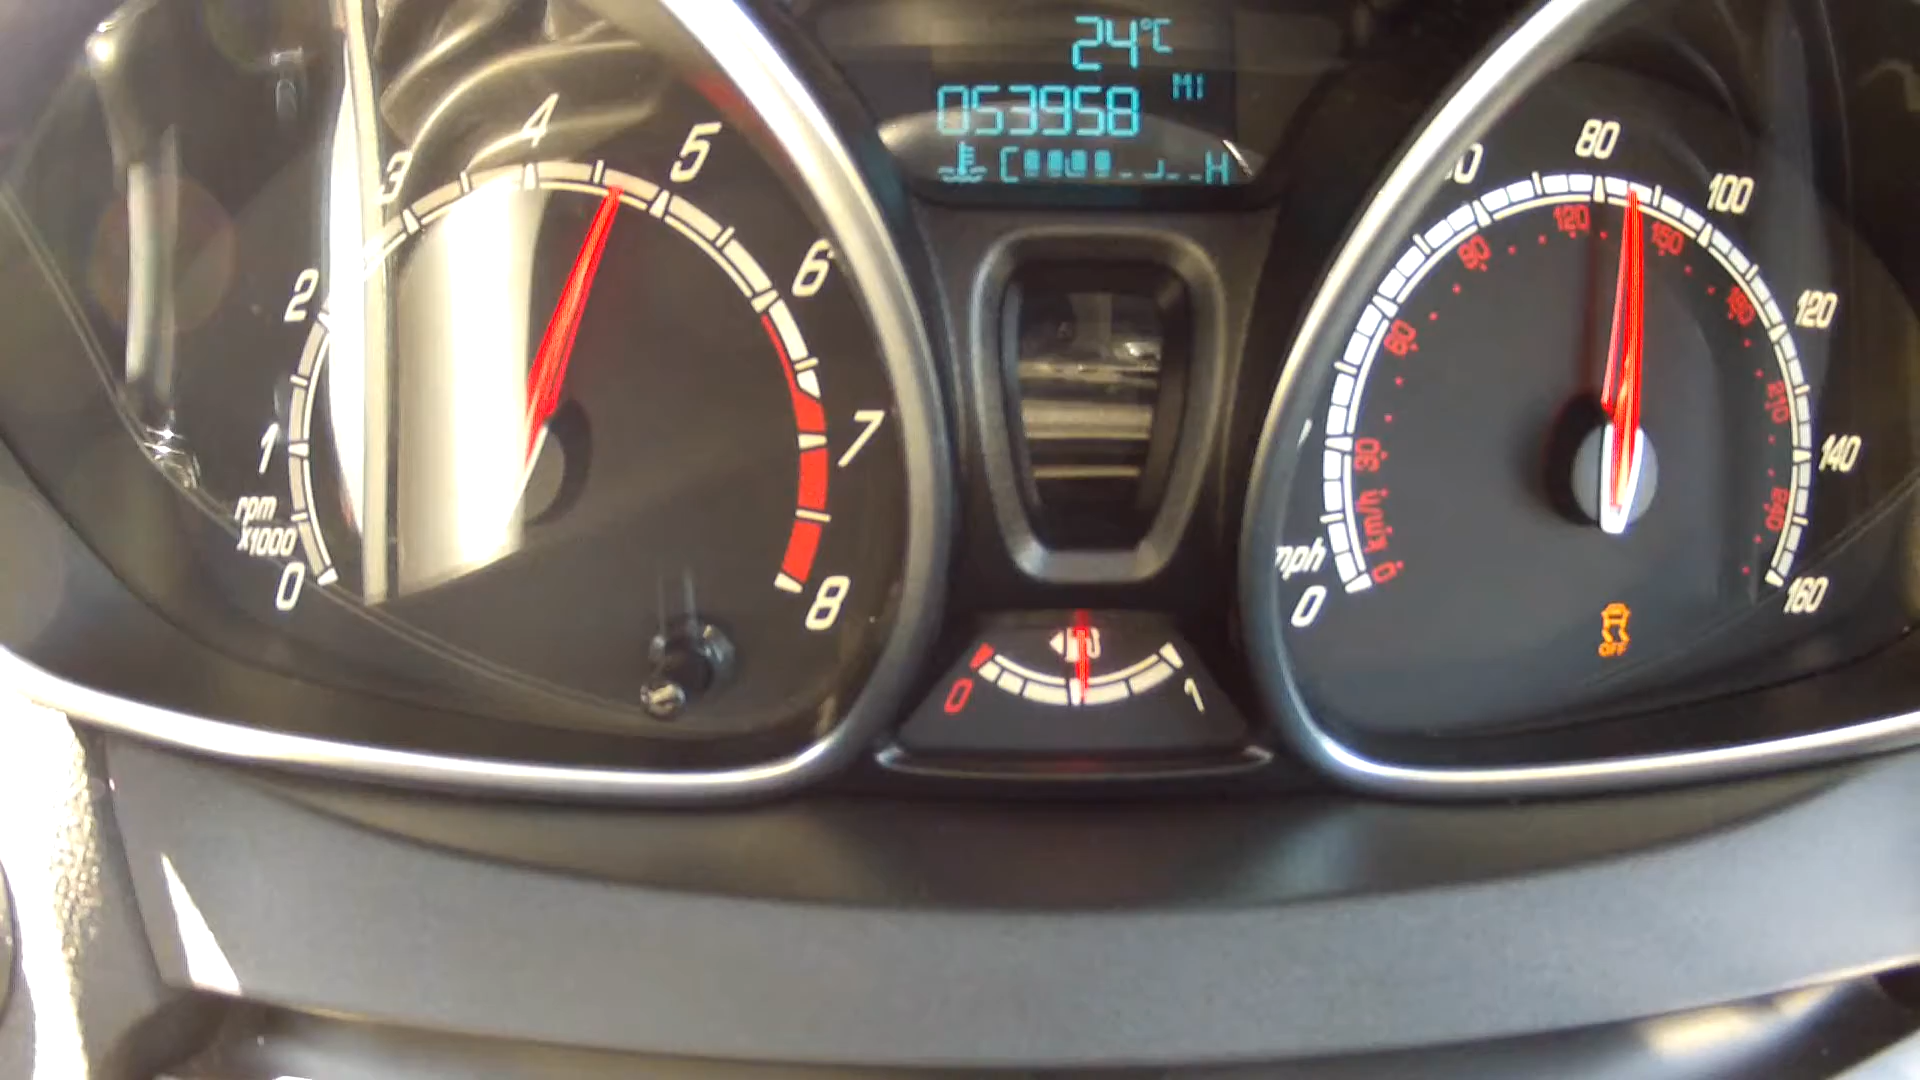 24°C
053958 MI
C H
0 1 2 3 4 5 6 7 8
rpm
x1000
0 1
80 100 120 140 160
mph
0
0 km/h 30 60 90 120 150 180 210 240
OFF